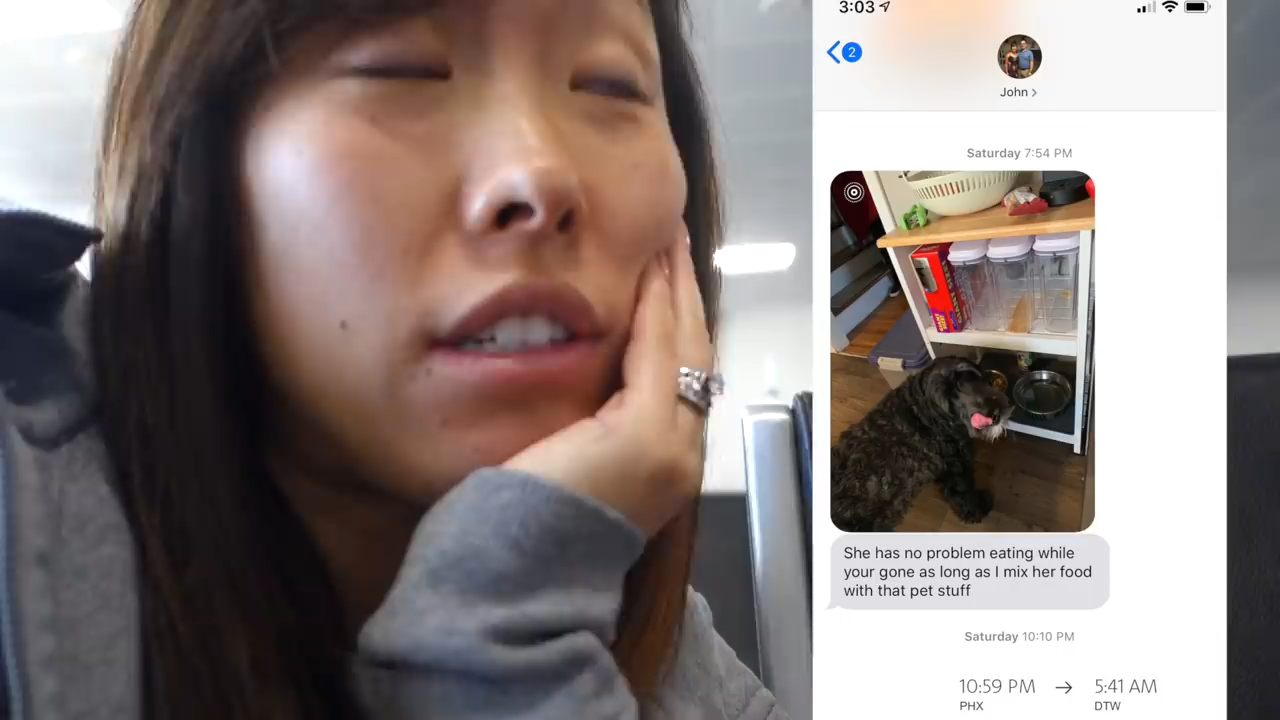 3:03
2
John >
Saturday 7:54 PM
She has no problem eating while
your gone as long as I mix her food
with that pet stuff
Saturday 10:10 PM
10:59 PM → 5:41 AM
PHX DTW